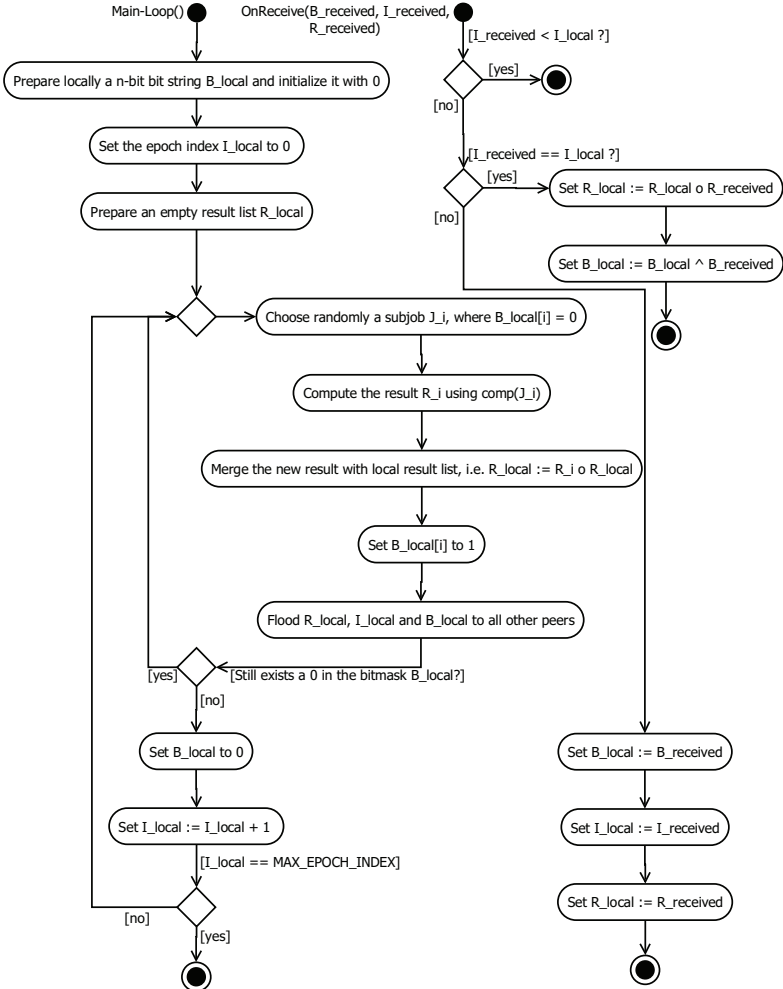 Main-Loop()
OnReceive(B_received, I_received,
R_received)
[I_received < I_local ?]
[yes]
[no]
Prepare locally a n-bit bit string B_local and initialize it with 0
Set the epoch index I_local to 0
[I_received == I_local ?]
[yes]
[no]
Set R_local := R_local o R_received
Prepare an empty result list R_local
Set B_local := B_local ^ B_received
Choose randomly a subjob J_i, where B_local[i] = 0
Compute the result R_i using comp(J_i)
Merge the new result with local result list, i.e. R_local := R_i o R_local
Set B_local[i] to 1
Flood R_local, I_local and B_local to all other peers
[yes]
[Still exists a 0 in the bitmask B_local?]
[no]
Set B_local to 0
Set B_local := B_received
Set I_local := I_local + 1
Set I_local := I_received
[I_local == MAX_EPOCH_INDEX]
Set R_local := R_received
[no]
[yes]